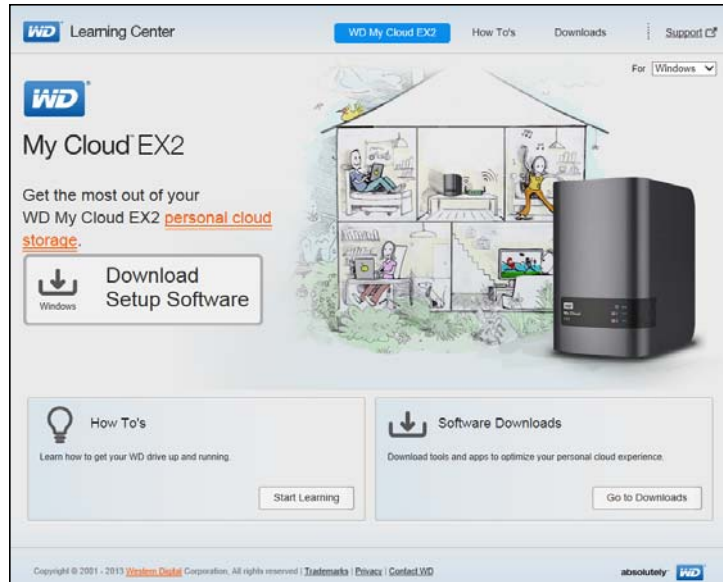 WD Learning Center
WD My Cloud EX2
How To's
Downloads
Support
For Windows
WD
My Cloud EX2
Get the most out of your
WD My Cloud EX2 personal cloud
storage.
Download
Setup Software
Windows
WD
My Cloud
How To's
Learn how to get your WD drive up and running.
Start Learning
Software Downloads
Download tools and apps to optimize your personal cloud experience.
Go to Downloads
Copyright © 2001 - 2013 Western Digital Corporation, All rights reserved | Trademarks | Privacy | Contact WD
absolutely WD